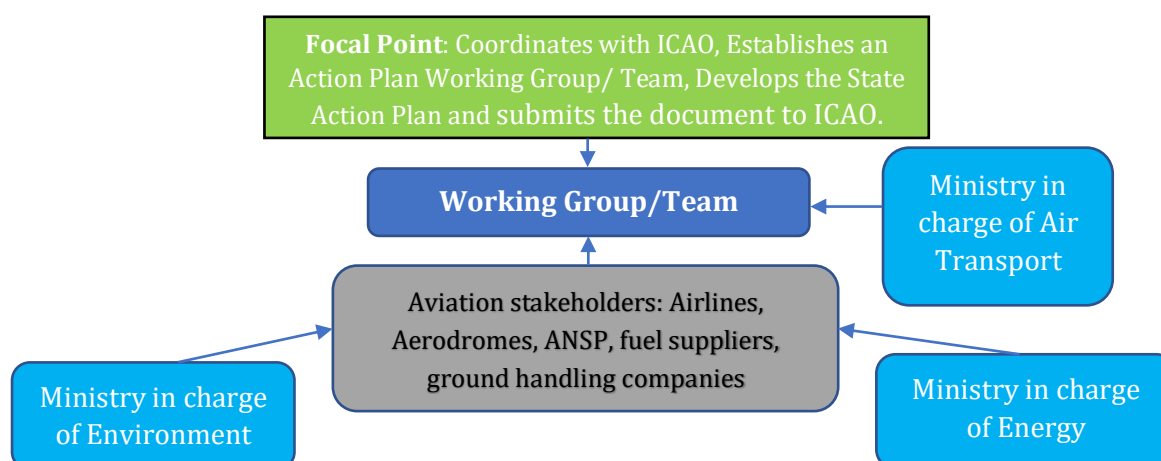 Focal Point: Coordinates with ICAO, Establishes an
Action Plan Working Group/ Team, Develops the State
Action Plan and submits the document to ICAO.
Working Group/Team
Ministry in
charge of Air
Transport
Aviation stakeholders: Airlines,
Aerodromes, ANSP, fuel suppliers,
ground handling companies
Ministry in charge
of Environment
Ministry in charge
of Energy